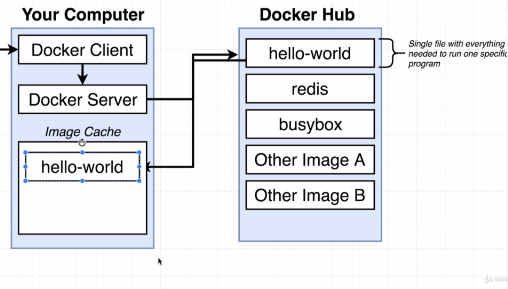 Your Computer
Docker Hub
Docker Client
Docker Server
Image Cache
hello-world
hello-world
redis
busybox
Other Image A
Other Image B
Single file with everything
needed to run one specific
program